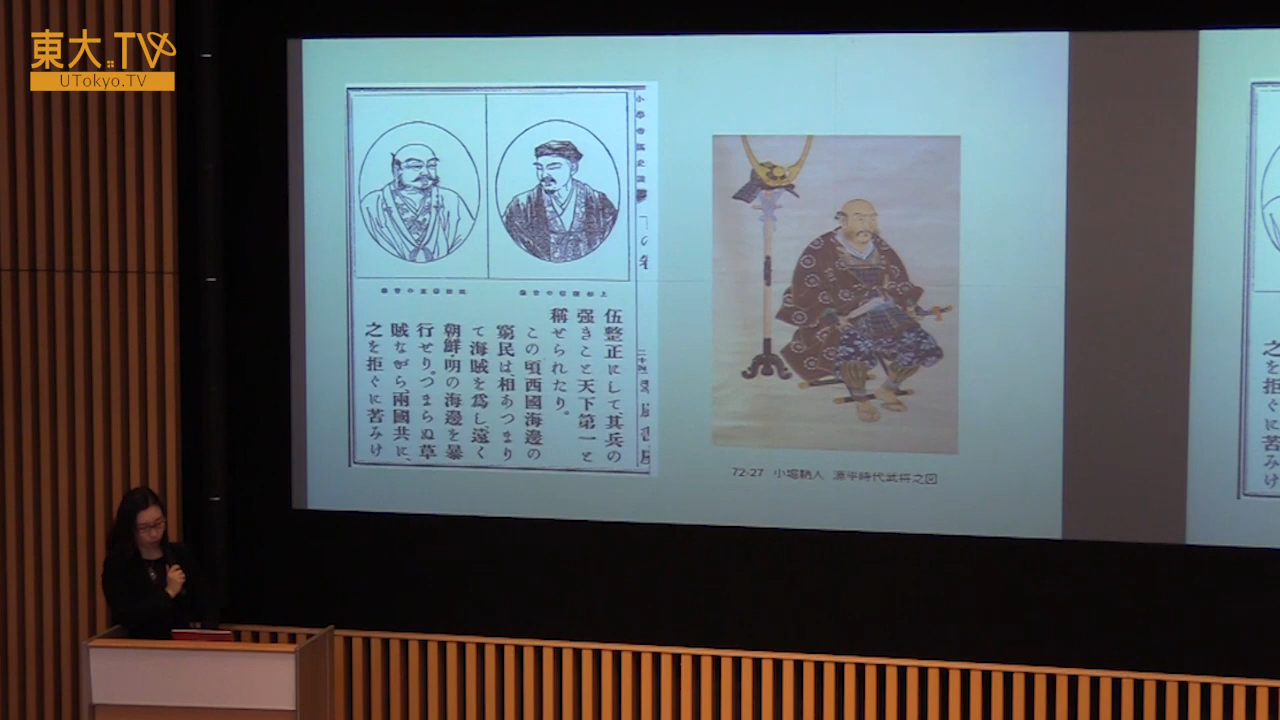 東大.TV
UTokyo.TV
伍整正にして、其兵の
强きこと天下第一と
稱せられたり。
この頃西國海邊の
窮民は、相あつまり
て海賊を爲し遠く
朝鮮明の海邊を暴
行せり。つまらぬ草
賊ながら、兩國共に、
之を拒ぐに苦みけ
72-27 小堀鞆人 源平時代武将之図
之を拒ぐに苦みけ